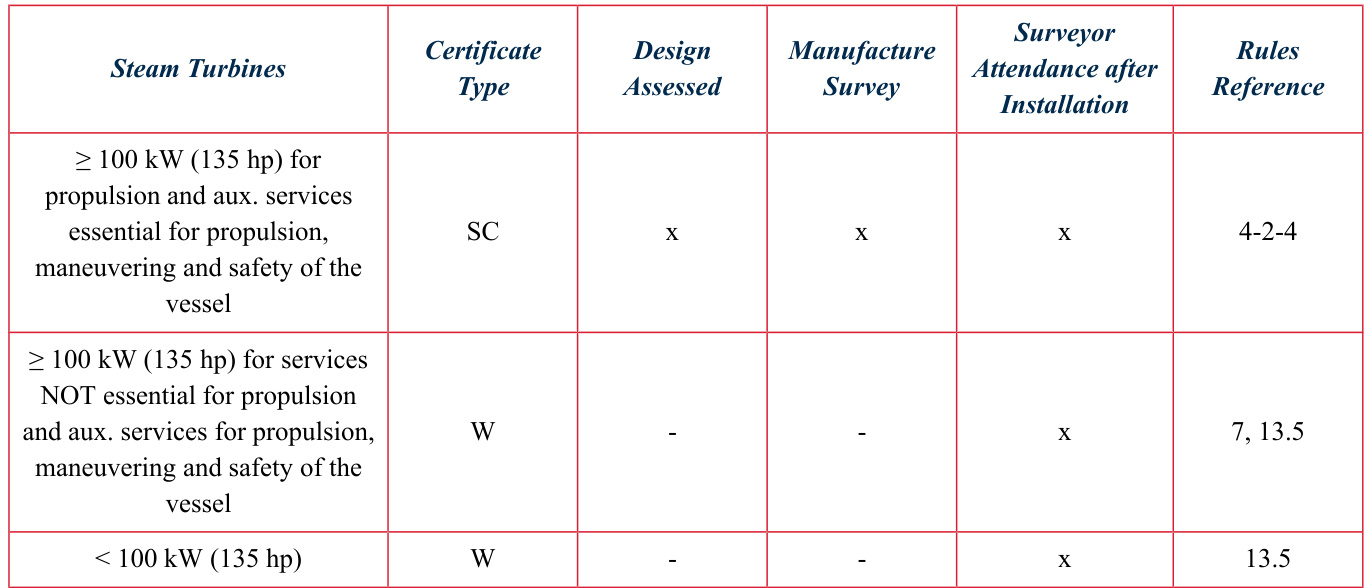 Steam Turbines
Certificate
Type
Design
Assessed
Manufacture
Survey
Surveyor
Attendance after
Installation
Rules
Reference
≥ 100 kW (135 hp) for
propulsion and aux. services
essential for propulsion,
maneuvering and safety of the
vessel
SC
x
x
x
4-2-4
≥ 100 kW (135 hp) for services
NOT essential for propulsion
and aux. services for propulsion,
maneuvering and safety of the
vessel
W
-
-
x
7, 13.5
< 100 kW (135 hp)
W
-
-
x
13.5